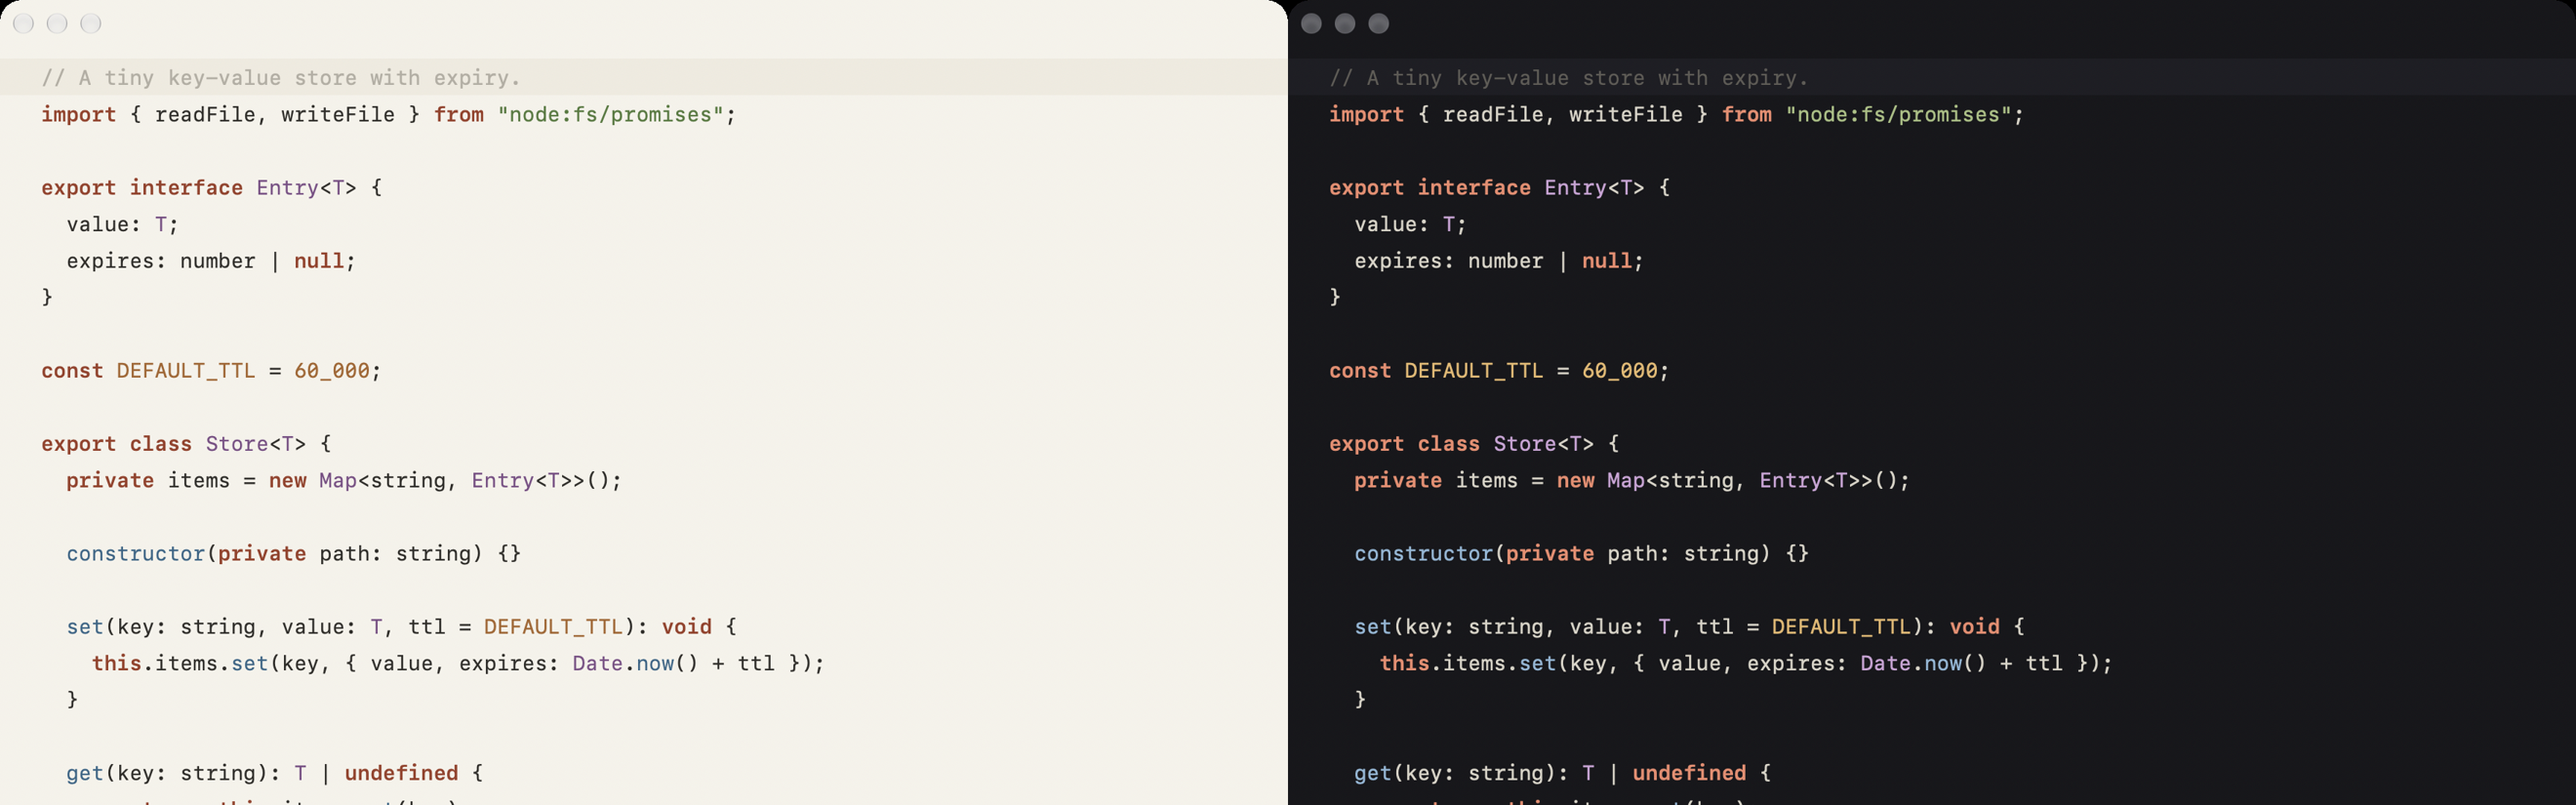 // A tiny key-value store with expiry.
import { readFile, writeFile } from "node:fs/promises";
export interface Entry<T> {
  value: T;
  expires: number | null;
}
const DEFAULT_TTL = 60_000;
export class Store<T> {
  private items = new Map<string, Entry<T>>();
  constructor(private path: string) {}
  set(key: string, value: T, ttl = DEFAULT_TTL): void {
    this.items.set(key, { value, expires: Date.now() + ttl });
  }
  get(key: string): T | undefined {
// A tiny key-value store with expiry.
import { readFile, writeFile } from "node:fs/promises";
export interface Entry<T> {
  value: T;
  expires: number | null;
}
const DEFAULT_TTL = 60_000;
export class Store<T> {
  private items = new Map<string, Entry<T>>();
  constructor(private path: string) {}
  set(key: string, value: T, ttl = DEFAULT_TTL): void {
    this.items.set(key, { value, expires: Date.now() + ttl });
  }
  get(key: string): T | undefined {